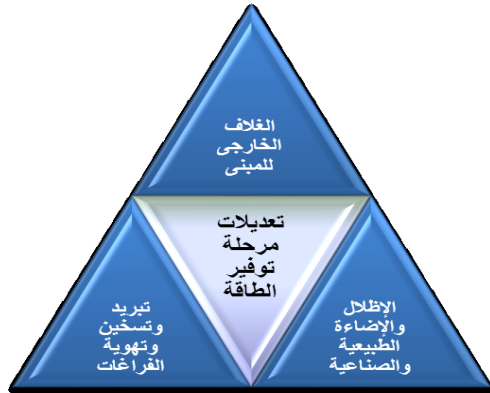 الغلاف
الخارجى
للمبنى
تعديلات
مرحلة
توفير
الطاقة
الإظلال
والإضاءة
الطبيعية
والصناعية
تبريد
وتسخين
وتهوية
الفراغات